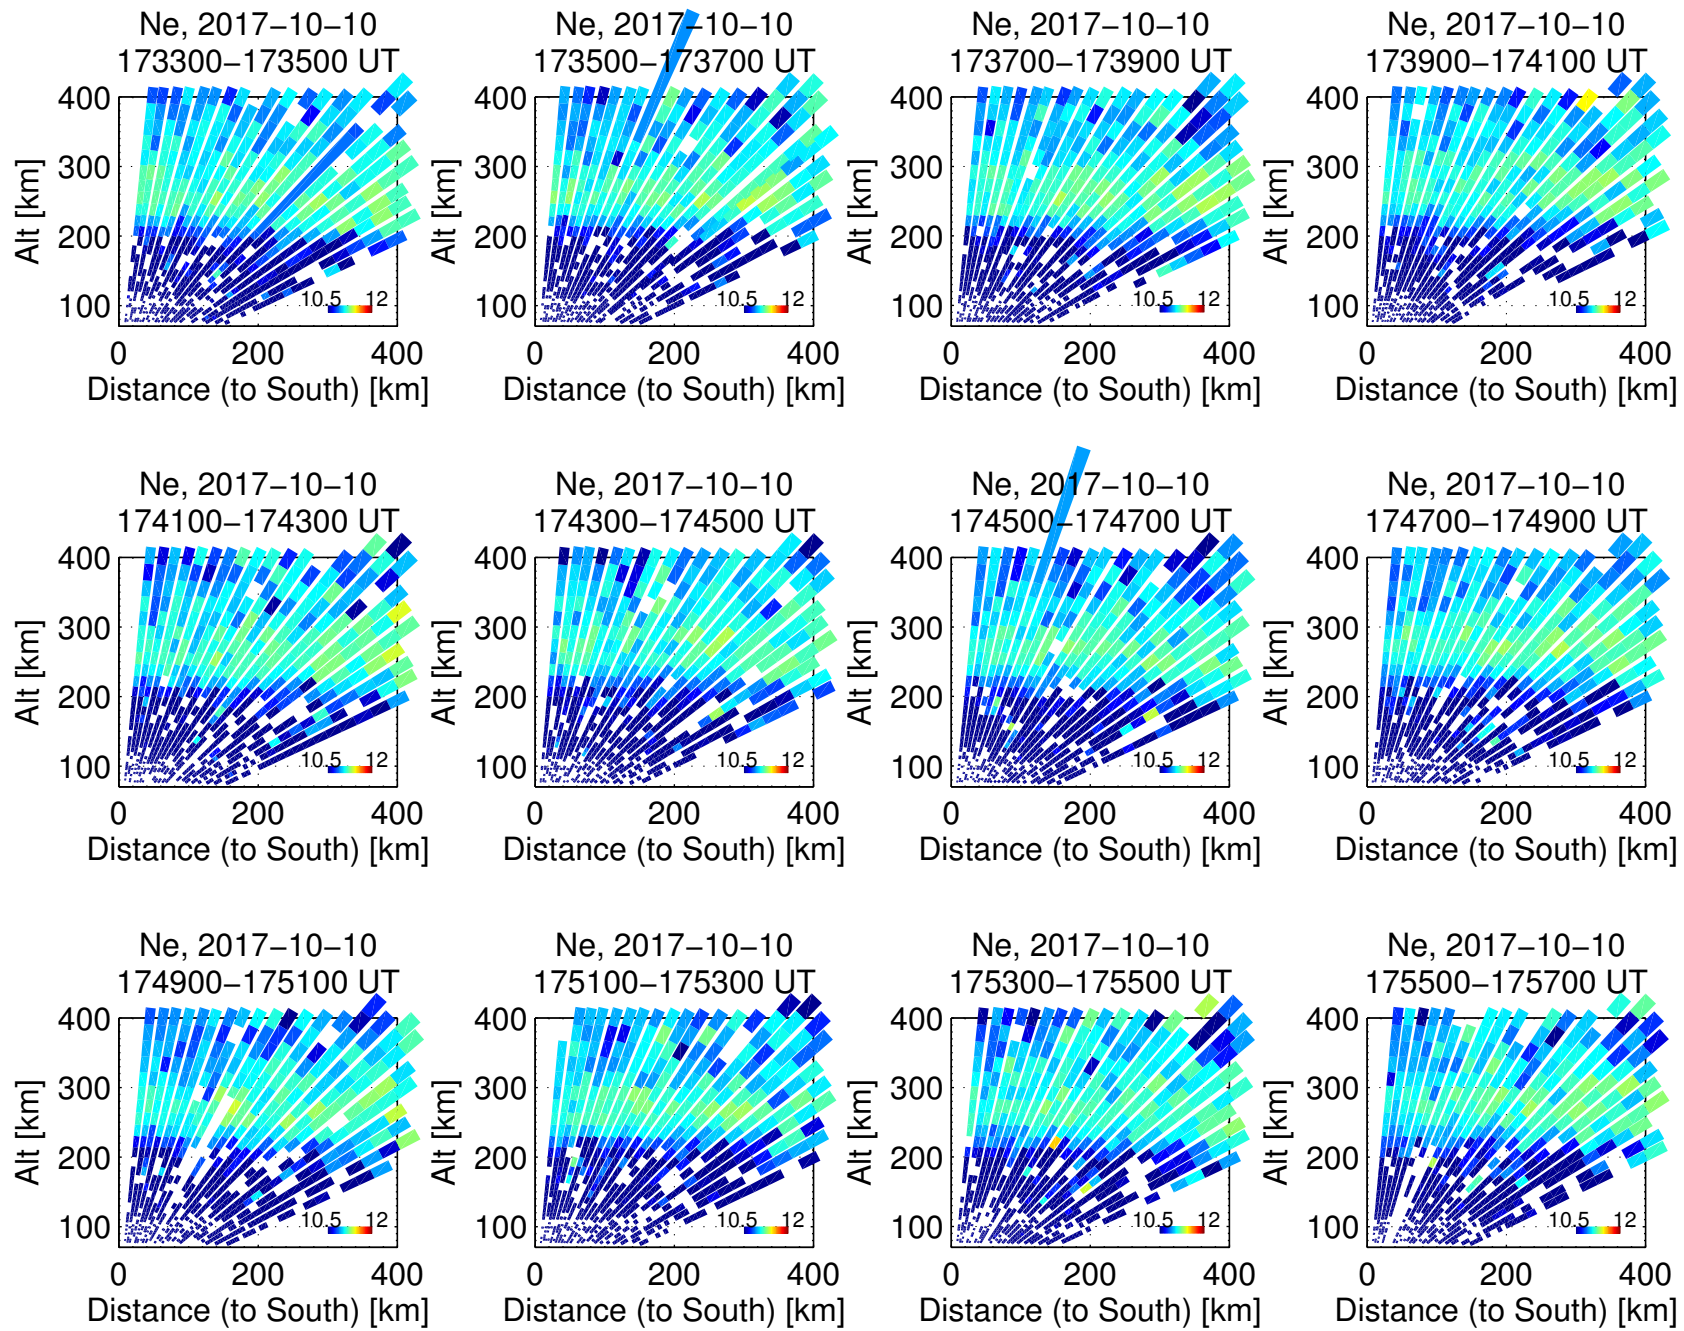 Ne, 2017−10−10
173300−173500 UT
Alt [km]
400
300
200
100
10.5 12
0 200 400
Distance (to South) [km]
Ne, 2017−10−10
173500−173700 UT
Alt [km]
400
300
200
100
10.5 12
0 200 400
Distance (to South) [km]
Ne, 2017−10−10
173700−173900 UT
Alt [km]
400
300
200
100
10.5 12
0 200 400
Distance (to South) [km]
Ne, 2017−10−10
173900−174100 UT
Alt [km]
400
300
200
100
10.5 12
0 200 400
Distance (to South) [km]
Ne, 2017−10−10
174100−174300 UT
Alt [km]
400
300
200
100
10.5 12
0 200 400
Distance (to South) [km]
Ne, 2017−10−10
174300−174500 UT
Alt [km]
400
300
200
100
10.5 12
0 200 400
Distance (to South) [km]
Ne, 2017−10−10
174500−174700 UT
Alt [km]
400
300
200
100
10.5 12
0 200 400
Distance (to South) [km]
Ne, 2017−10−10
174700−174900 UT
Alt [km]
400
300
200
100
10.5 12
0 200 400
Distance (to South) [km]
Ne, 2017−10−10
174900−175100 UT
Alt [km]
400
300
200
100
10.5 12
0 200 400
Distance (to South) [km]
Ne, 2017−10−10
175100−175300 UT
Alt [km]
400
300
200
100
10.5 12
0 200 400
Distance (to South) [km]
Ne, 2017−10−10
175300−175500 UT
Alt [km]
400
300
200
100
10.5 12
0 200 400
Distance (to South) [km]
Ne, 2017−10−10
175500−175700 UT
Alt [km]
400
300
200
100
10.5 12
0 200 400
Distance (to South) [km]